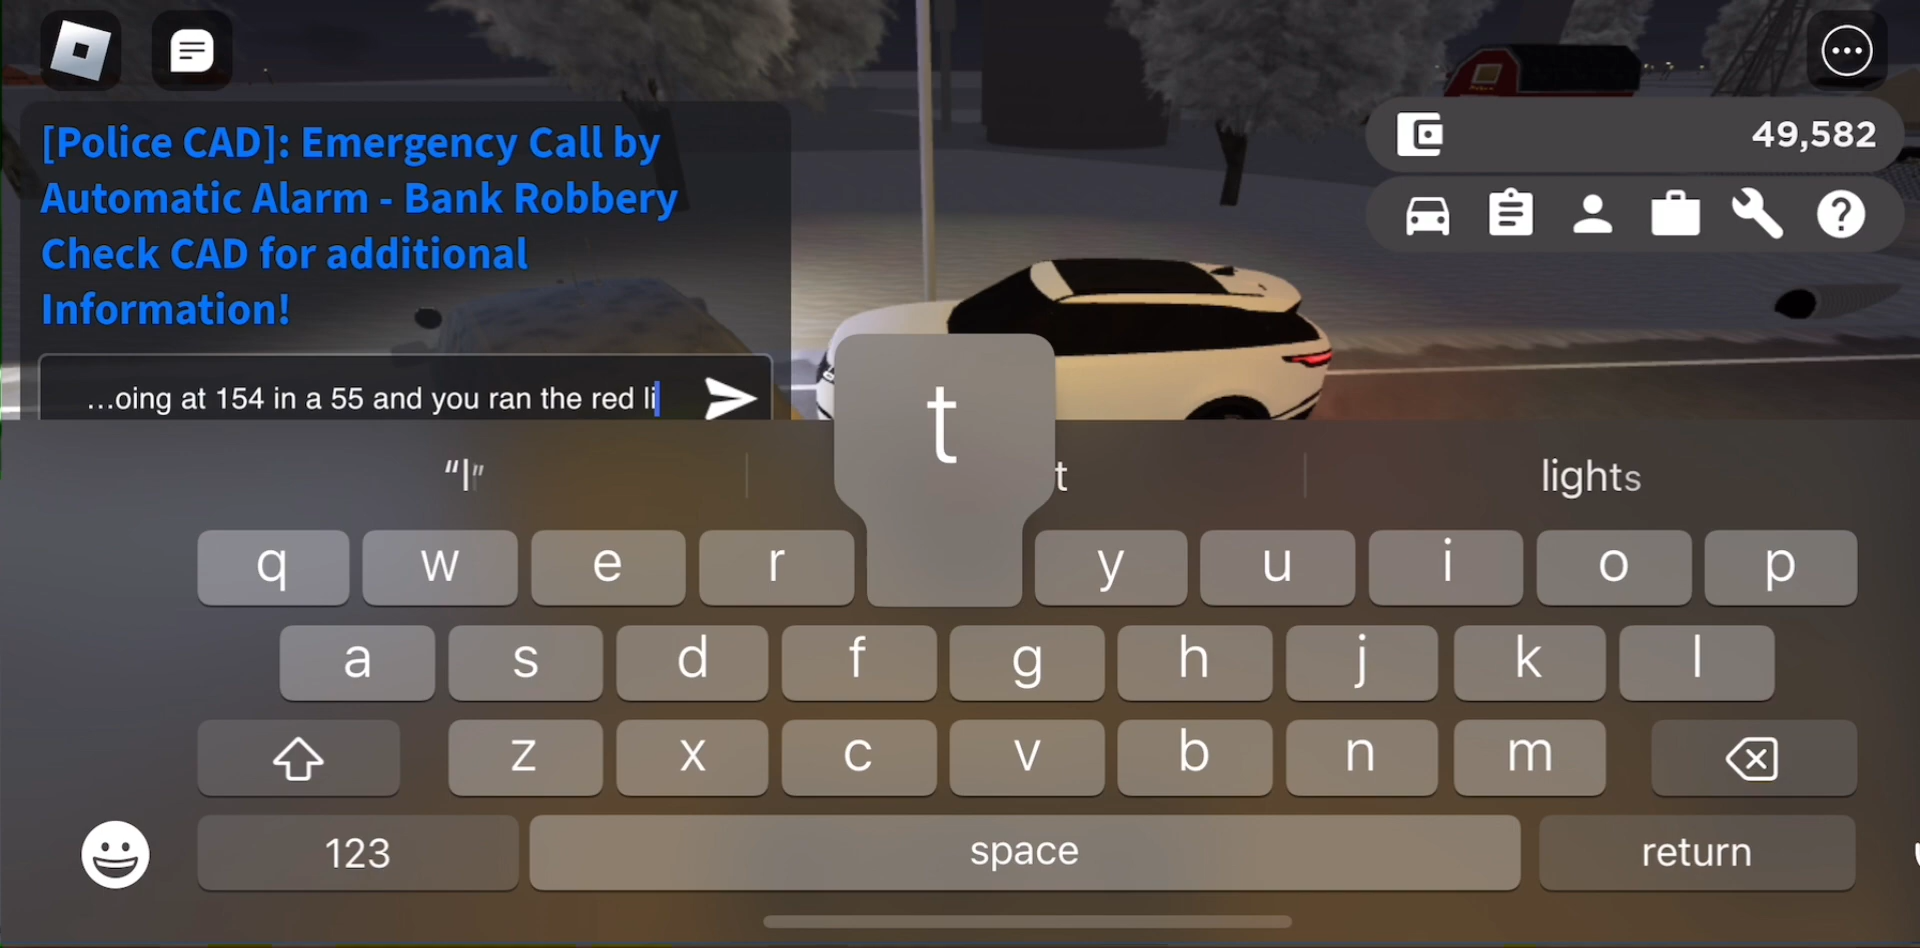 [Police CAD]: Emergency Call by
Automatic Alarm - Bank Robbery
Check CAD for additional
Information!
49,582
...oing at 154 in a 55 and you ran the red li
t
“l”
t
lights
q w e r y u i o p
a s d f g h j k l
z x c v b n m
123
space
return